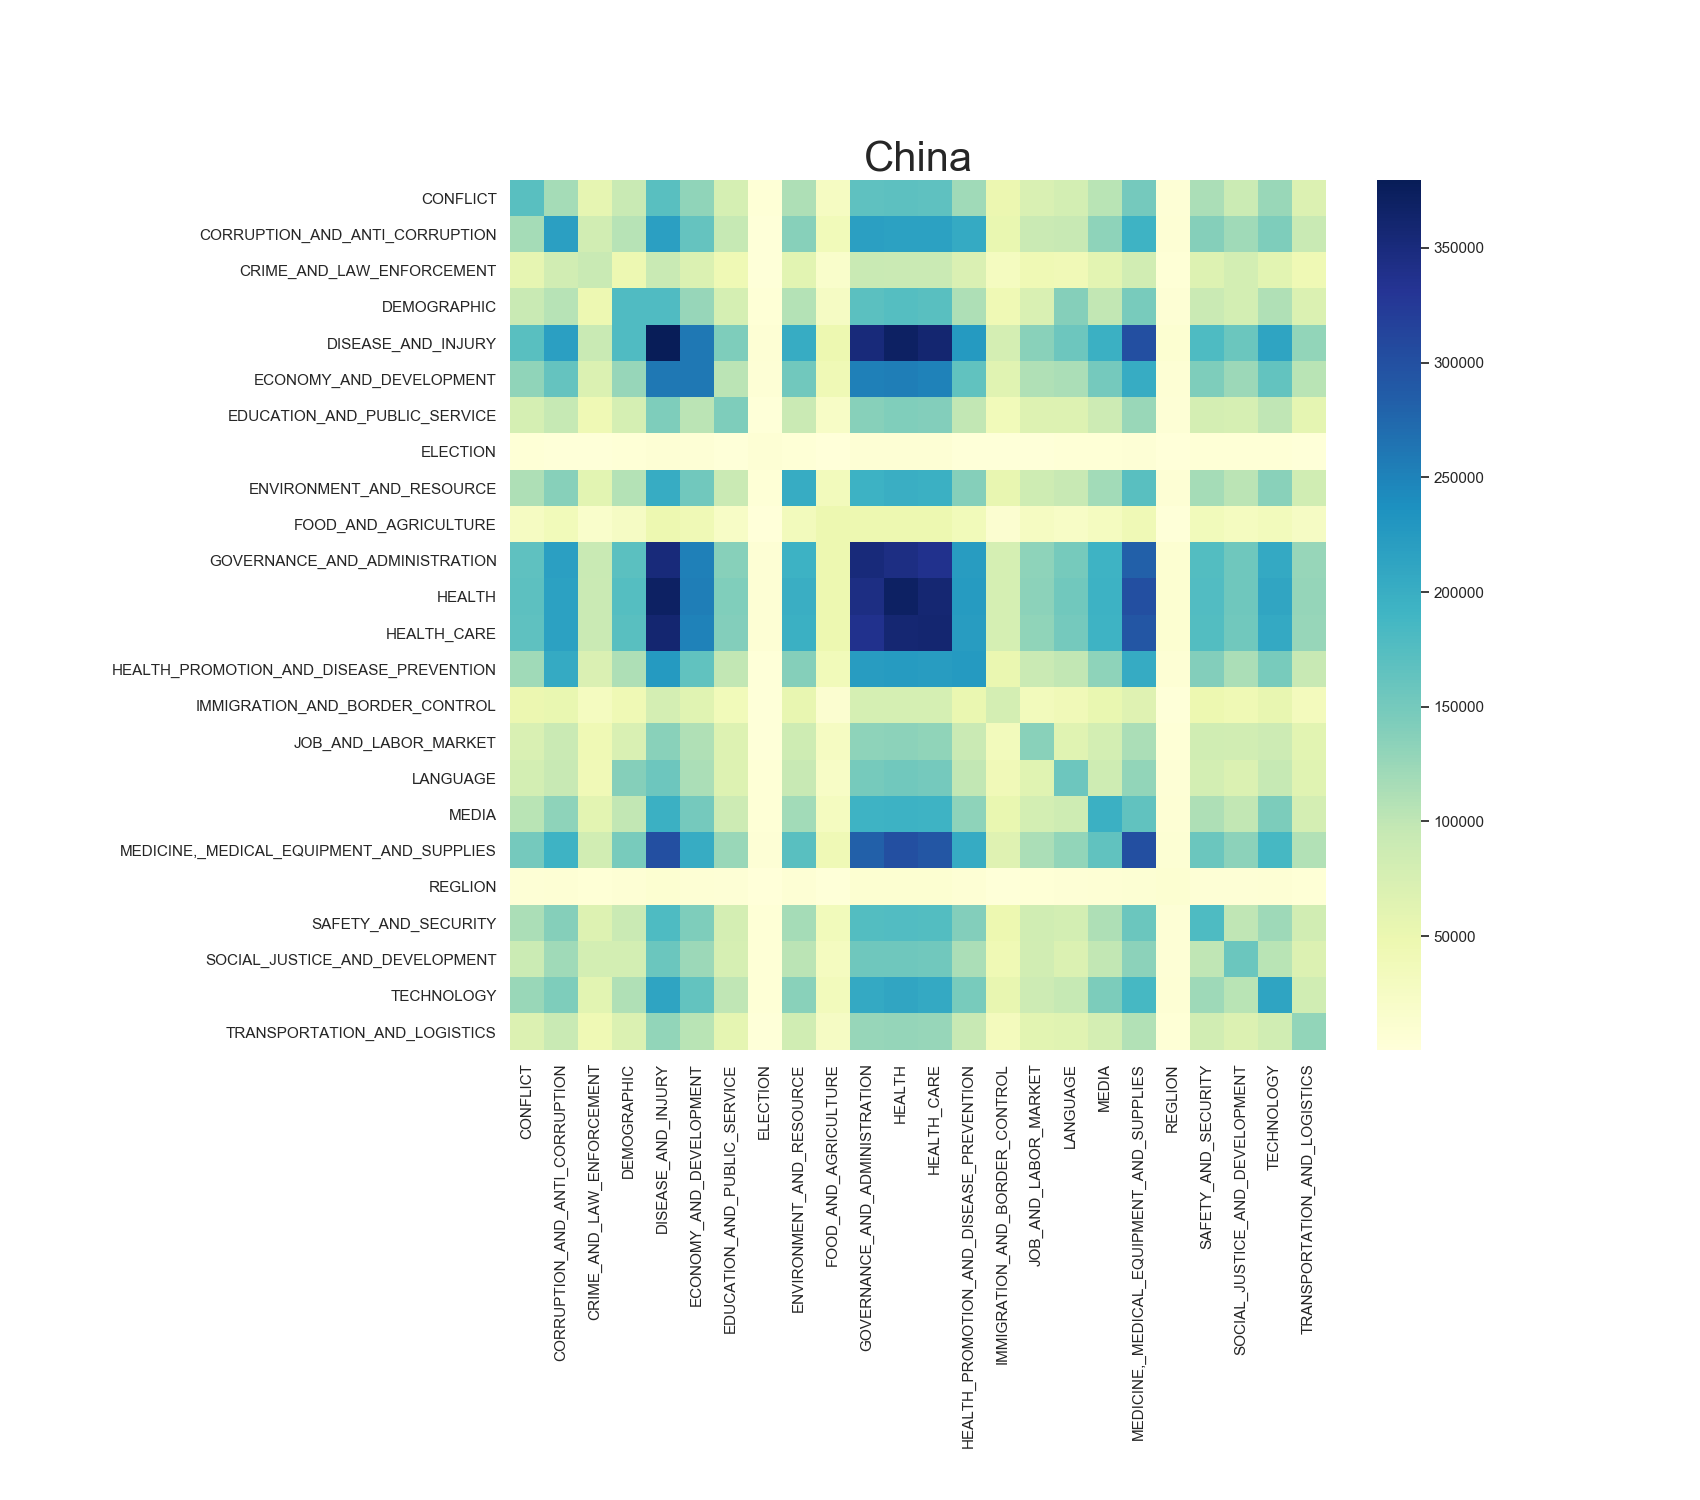 China
CONFLICT
CORRUPTION_AND_ANTI_CORRUPTION
CRIME_AND_LAW_ENFORCEMENT
DEMOGRAPHIC
DISEASE_AND_INJURY
ECONOMY_AND_DEVELOPMENT
EDUCATION_AND_PUBLIC_SERVICE
ELECTION
ENVIRONMENT_AND_RESOURCE
FOOD_AND_AGRICULTURE
GOVERNANCE_AND_ADMINISTRATION
HEALTH
HEALTH_CARE
HEALTH_PROMOTION_AND_DISEASE_PREVENTION
IMMIGRATION_AND_BORDER_CONTROL
JOB_AND_LABOR_MARKET
LANGUAGE
MEDIA
MEDICINE,_MEDICAL_EQUIPMENT_AND_SUPPLIES
REGLION
SAFETY_AND_SECURITY
SOCIAL_JUSTICE_AND_DEVELOPMENT
TECHNOLOGY
TRANSPORTATION_AND_LOGISTICS
CONFLICT
CORRUPTION_AND_ANTI_CORRUPTION
CRIME_AND_LAW_ENFORCEMENT
DEMOGRAPHIC
DISEASE_AND_INJURY
ECONOMY_AND_DEVELOPMENT
EDUCATION_AND_PUBLIC_SERVICE
ELECTION
ENVIRONMENT_AND_RESOURCE
FOOD_AND_AGRICULTURE
GOVERNANCE_AND_ADMINISTRATION
HEALTH
HEALTH_CARE
HEALTH_PROMOTION_AND_DISEASE_PREVENTION
IMMIGRATION_AND_BORDER_CONTROL
JOB_AND_LABOR_MARKET
LANGUAGE
MEDIA
MEDICINE,_MEDICAL_EQUIPMENT_AND_SUPPLIES
REGLION
SAFETY_AND_SECURITY
SOCIAL_JUSTICE_AND_DEVELOPMENT
TECHNOLOGY
TRANSPORTATION_AND_LOGISTICS
350000
300000
250000
200000
150000
100000
50000